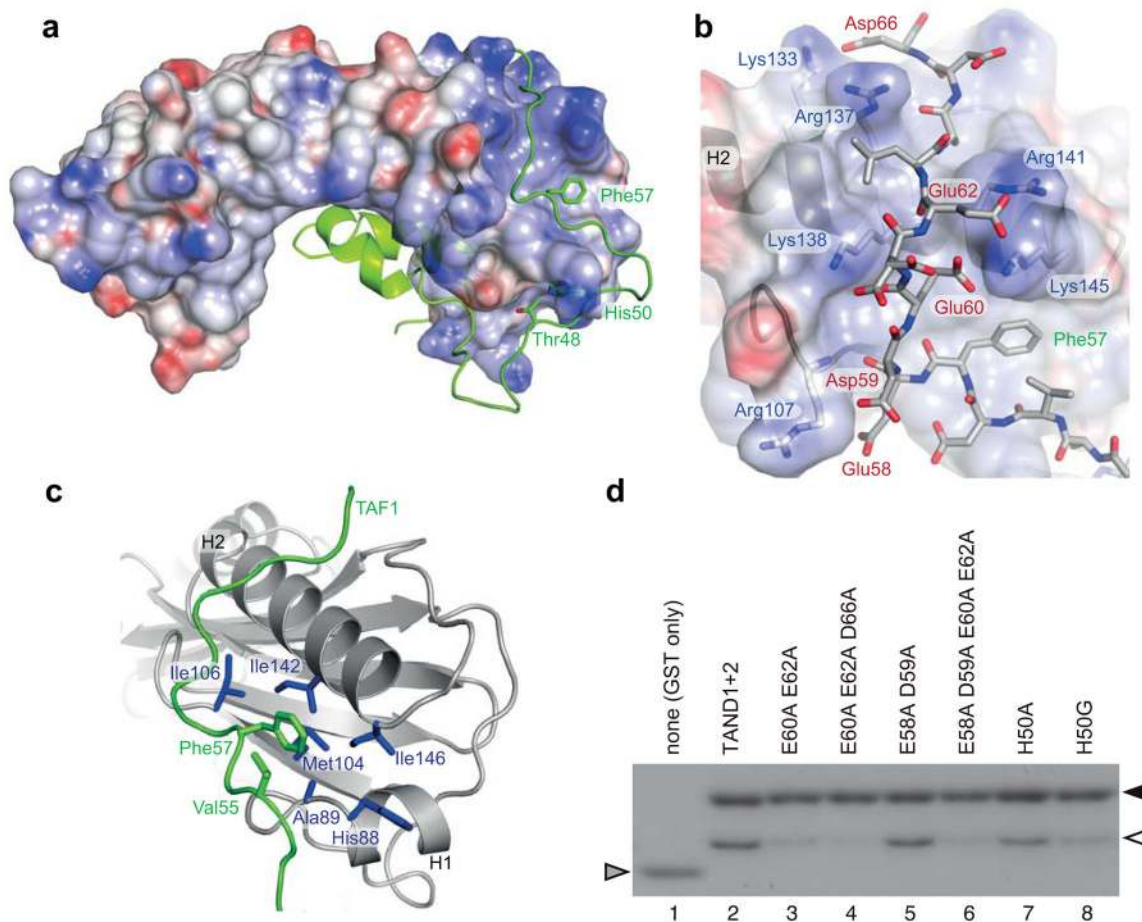 a
Phe57
His50
Thr48
b
Asp66
Lys133
Arg137
H2
Arg141
Glu62
Lys138
Lys145
Glu60
Phe57
Asp59
Arg107
Glu58
c
TAF1
H2
Ile106
Ile142
Phe57
Met104
Ile146
Val55
Ala89
His88
H1
d
none (GST only)
TAND1+2
E60A E62A
E60A E62A D66A
E58A D59A
E58A D59A E60A E62A
H50A
H50G
1 2 3 4 5 6 7 8